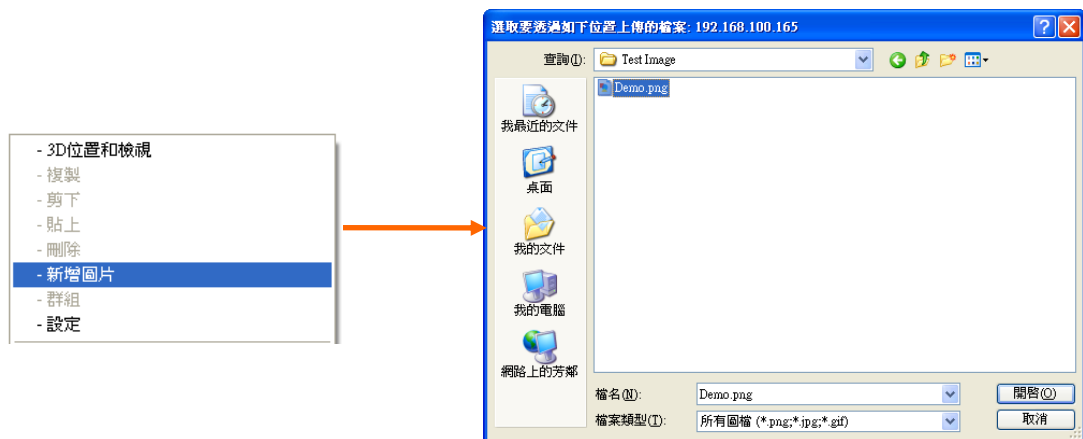 - 3D位置和檢視
- 複製
- 剪下
- 貼上
- 刪除
- 新增圖片
- 群組
- 設定
選取要透過如下位置上傳的檔案: 192.168.100.165
查詢(I):
Test Image
Demo.png
我最近的文件
桌面
我的文件
我的電腦
網路上的芳鄰
檔名(N):
Demo.png
開啓(O)
檔案類型(T):
所有圖檔 (*.png;*.jpg;*.gif)
取消